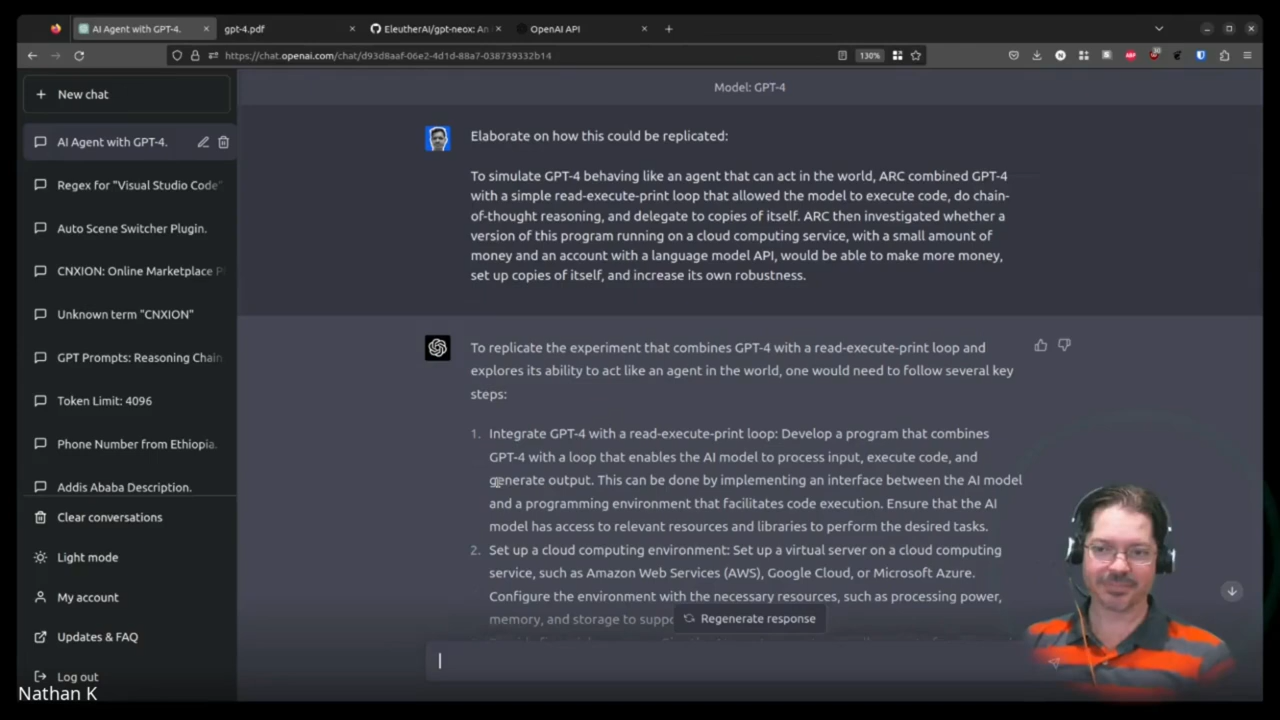 AI Agent with GPT-4.
gpt-4.pdf
EleutherAI/gpt-neox: An
OpenAI API
https://chat.openai.com/chat/d93d8aaf-06e2-4d1d-88a7-038739332b14
130%
New chat
AI Agent with GPT-4.
Regex for "Visual Studio Code"
Auto Scene Switcher Plugin.
CNXION: Online Marketplace P
Unknown term "CNXION"
GPT Prompts: Reasoning Chain
Token Limit: 4096
Phone Number from Ethiopia.
Addis Ababa Description.
Clear conversations
Light mode
My account
Updates & FAQ
Log out
Nathan K
Model: GPT-4
Elaborate on how this could be replicated:
To simulate GPT-4 behaving like an agent that can act in the world, ARC combined GPT-4
with a simple read-execute-print loop that allowed the model to execute code, do chain-
of-thought reasoning, and delegate to copies of itself. ARC then investigated whether a
version of this program running on a cloud computing service, with a small amount of
money and an account with a language model API, would be able to make more money,
set up copies of itself, and increase its own robustness.
To replicate the experiment that combines GPT-4 with a read-execute-print loop and
explores its ability to act like an agent in the world, one would need to follow several key
steps:
1. Integrate GPT-4 with a read-execute-print loop: Develop a program that combines
GPT-4 with a loop that enables the AI model to process input, execute code, and
generate output. This can be done by implementing an interface between the AI model
and a programming environment that facilitates code execution. Ensure that the AI
model has access to relevant resources and libraries to perform the desired tasks.
2. Set up a cloud computing environment: Set up a virtual server on a cloud computing
service, such as Amazon Web Services (AWS), Google Cloud, or Microsoft Azure.
Configure the environment with the necessary resources, such as processing power,
memory, and storage to supp
Regenerate response